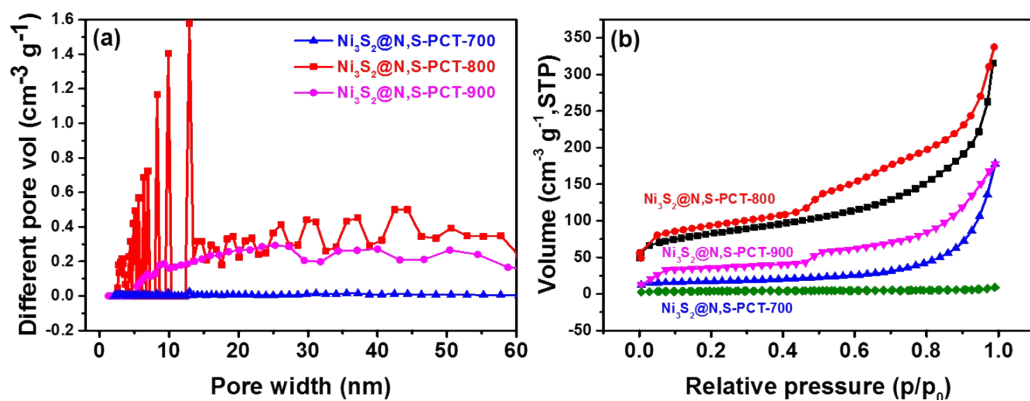 (a)
Ni3S2@N,S-PCT-700
Ni3S2@N,S-PCT-800
Ni3S2@N,S-PCT-900
Different pore vol (cm-3 g-1)
1.6
1.4
1.2
1.0
0.8
0.6
0.4
0.2
0.0
-0.2
0
10
20
30
40
50
60
Pore width (nm)
(b)
Volume (cm-3 g-1,STP)
350
300
250
200
150
100
50
0
-50
Ni3S2@N,S-PCT-800
Ni3S2@N,S-PCT-900
Ni3S2@N,S-PCT-700
0.0
0.2
0.4
0.6
0.8
1.0
Relative pressure (p/p0)